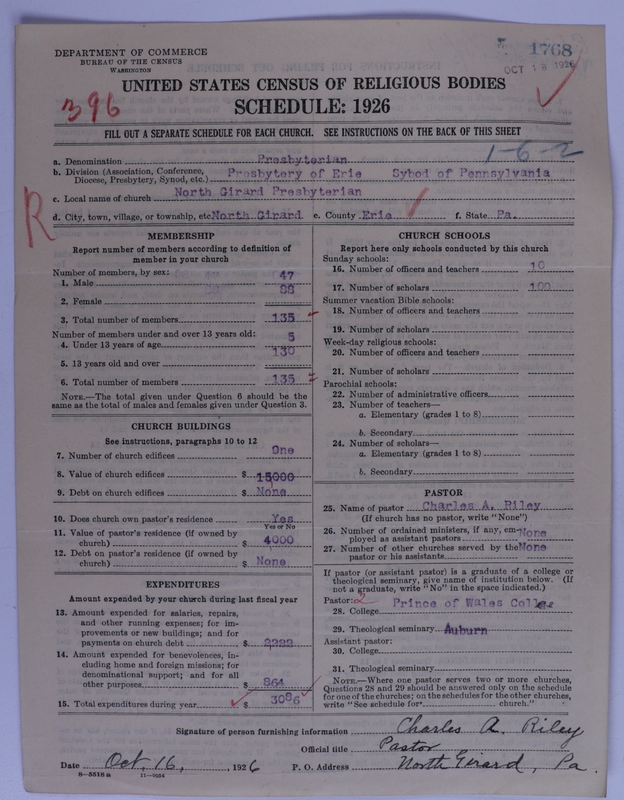 DEPARTMENT OF COMMERCE
BUREAU OF THE CENSUS
WASHINGTON
1768
OCT 18 1926
UNITED STATES CENSUS OF RELIGIOUS BODIES
396
SCHEDULE: 1926
FILL OUT A SEPARATE SCHEDULE FOR EACH CHURCH. SEE INSTRUCTIONS ON THE BACK OF THIS SHEET
1-6-2
a. Denomination Presbyterian
b. Division (Association, Conference, Diocese, Presbytery, Synod, etc.) Presbytery of Erie Synod of Pennsylvania
c. Local name of church North Girard Presbyterian
R
d. City, town, village, or township, etc North Girard e. County Erie f. State Pa.
MEMBERSHIP
Report number of members according to definition of
member in your church
Number of members, by sex:
1. Male 47
2. Female 88
3. Total number of members 135
Number of members under and over 13 years old:
4. Under 13 years of age 5
5. 13 years old and over 130
6. Total number of members 135
NOTE.—The total given under Question 6 should be
same as the total of males and females given under Question 3.
CHURCH BUILDINGS
See instructions, paragraphs 10 to 12
7. Number of church edifices One
8. Value of church edifices $ 15000
9. Debt on church edifices $ None
10. Does church own pastor's residence Yes
Yes or No
11. Value of pastor's residence (if owned by
church) $ 4000
12. Debt on pastor's residence (if owned by
church) $ None
EXPENDITURES
Amount expended by your church during last fiscal year
13. Amount expended for salaries, repairs,
and other running expenses; for im-
provements or new buildings; and for
payments on church debt $ 2222
14. Amount expended for benevolences, in-
cluding home and foreign missions; for
denominational support; and for all
other purposes $ 864
15. Total expenditures during year $ 3086
CHURCH SCHOOLS
Report here only schools conducted by this church
Sunday schools:
16. Number of officers and teachers 10
17. Number of scholars 100
Summer vacation Bible schools:
18. Number of officers and teachers
19. Number of scholars
Week-day religious schools:
20. Number of officers and teachers
21. Number of scholars
Parochial schools:
22. Number of administrative officers
23. Number of teachers—
a. Elementary (grades 1 to 8)
b. Secondary
24. Number of scholars—
a. Elementary (grades 1 to 8)
b. Secondary
PASTOR
25. Name of pastor Charles A. Riley
(If church has no pastor, write "None")
26. Number of ordained ministers, if any, em-
ployed as assistant pastors None
27. Number of other churches served by the
pastor or his assistants None
If pastor (or assistant pastor) is a graduate of a college or
theological seminary, give name of institution below. (If
not a graduate, write "No" in the space indicated.)
Pastor: 2
28. College Prince of Wales College
29. Theological seminary Auburn
Assistant pastor:
30. College
31. Theological seminary
NOTE.—Where one pastor serves two or more churches,
Questions 28 and 29 should be answered only on the schedule
for one of the churches; on the schedules for the other churches,
write "See schedule for church."
Signature of person furnishing information Charles A. Riley
Official title Pastor
Date Oct. 16, 1926 P. O. Address North Girard, Pa.
8—5518 a 11—9254